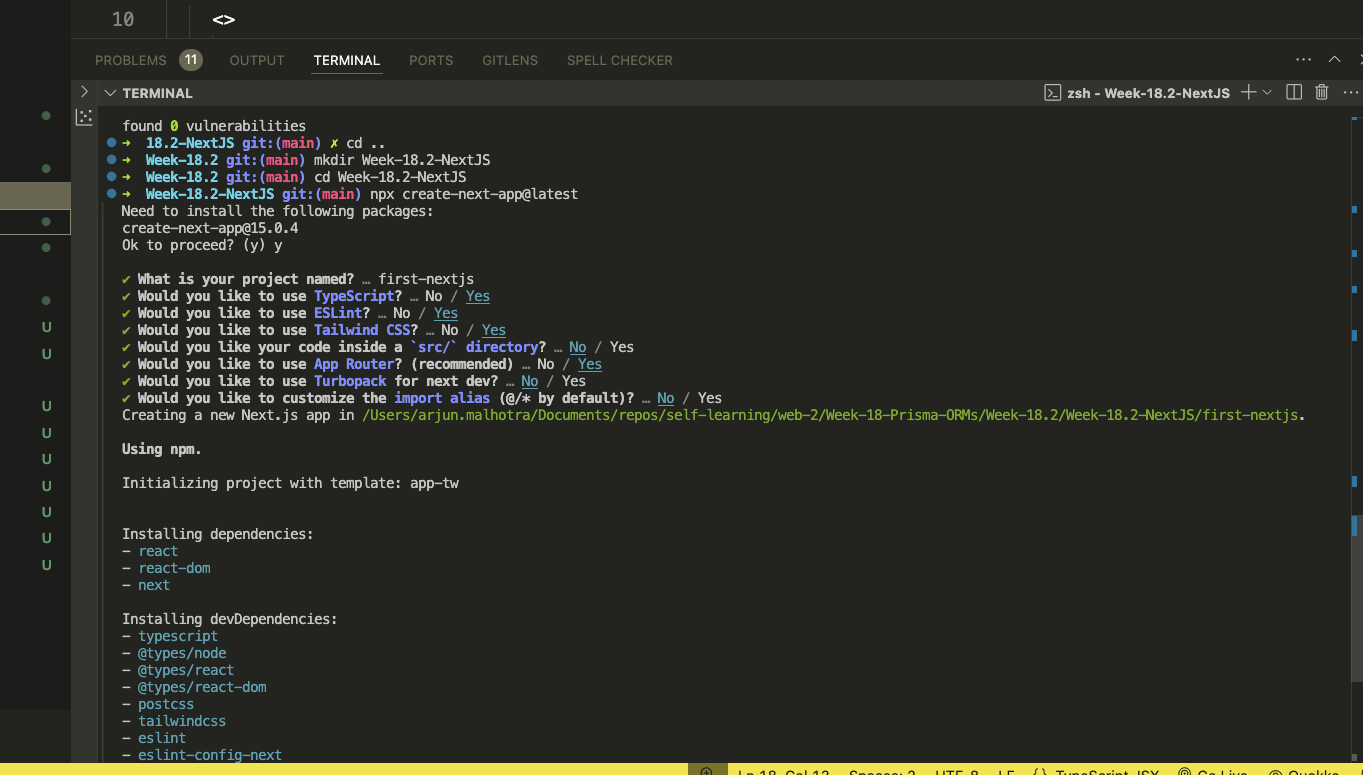 10 <>
PROBLEMS 11 OUTPUT TERMINAL PORTS GITLENS SPELL CHECKER
TERMINAL zsh - Week-18.2-NextJS
found 0 vulnerabilities
➜ 18.2-NextJS git:(main) ✗ cd ..
➜ Week-18.2 git:(main) mkdir Week-18.2-NextJS
➜ Week-18.2 git:(main) cd Week-18.2-NextJS
➜ Week-18.2-NextJS git:(main) npx create-next-app@latest
Need to install the following packages:
create-next-app@15.0.4
Ok to proceed? (y) y
✔ What is your project named? … first-nextjs
✔ Would you like to use TypeScript? … No / Yes
✔ Would you like to use ESLint? … No / Yes
✔ Would you like to use Tailwind CSS? … No / Yes
✔ Would you like your code inside a `src/` directory? … No / Yes
✔ Would you like to use App Router? (recommended) … No / Yes
✔ Would you like to use Turbopack for next dev? … No / Yes
✔ Would you like to customize the import alias (@/* by default)? … No / Yes
Creating a new Next.js app in /Users/arjun.malhotra/Documents/repos/self-learning/web-2/Week-18-Prisma-ORMs/Week-18.2/Week-18.2-NextJS/first-nextjs.
Using npm.
Initializing project with template: app-tw
Installing dependencies:
- react
- react-dom
- next
Installing devDependencies:
- typescript
- @types/node
- @types/react
- @types/react-dom
- postcss
- tailwindcss
- eslint
- eslint-config-next
U
U
U
U
U
U
U
U
U
Ln 18, Col 13 Spaces: 2 UTF-8 LF {} TypeScript JSX Go Live Quokka